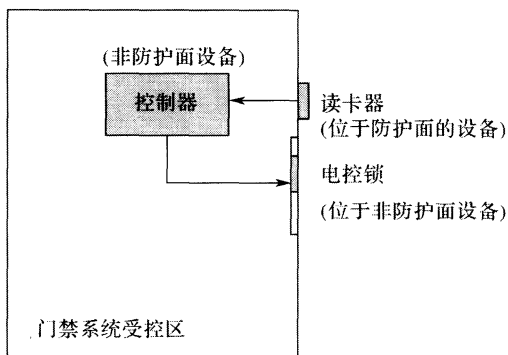 (非防护面设备)
控制器
读卡器
(位于防护面的设备)
电控锁
(位于非防护面设备)
门禁系统受控区